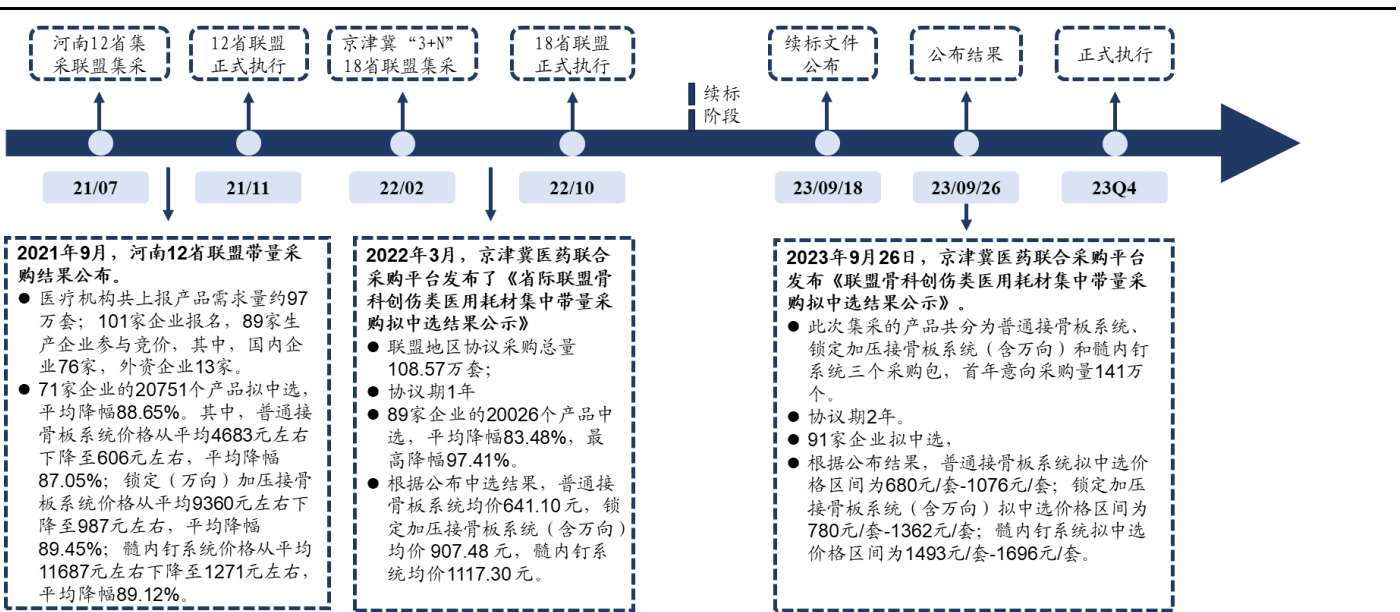 河南12省集
采联盟集采
12省联盟
正式执行
京津冀“3+N”
18省联盟集采
18省联盟
正式执行
续标
阶段
续标文件
公布
公布结果
正式执行
21/07
21/11
22/02
22/10
23/09/18
23/09/26
23Q4
2021年9月，河南12省联盟带量采
购结果公布。
● 医疗机构共上报产品需求量约97
万套；101家企业报名，89家生
产企业参与竞价，其中，国内企
业76家，外资企业13家。
● 71家企业的20751个产品拟中选，
平均降幅88.65%。其中，普通接
骨板系统价格从平均4683元左右
下降至606元左右，平均降幅
87.05%；锁定（万向）加压接骨
板系统价格从平均9360元左右下
降至987元左右，平均降幅
89.45%；髓内钉系统价格从平均
11687元左右下降至1271元左右，
平均降幅89.12%。
2022年3月，京津冀医药联合
采购平台发布了《省际联盟骨
科创伤类医用耗材集中带量采
购拟中选结果公示》
● 联盟地区协议采购总量
108.57万套；
● 协议期1年
● 89家企业的20026个产品中
选，平均降幅83.48%，最
高降幅97.41%。
● 根据公布中选结果，普通接
骨板系统均价641.10元，锁
定加压接骨板系统（含万向）
均价 907.48 元，髓内钉系
统均价1117.30元。
2023年9月26日，京津冀医药联合采购平台
发布《联盟骨科创伤类医用耗材集中带量采
购拟中选结果公示》。
● 此次集采的产品共分为普通接骨板系统、
锁定加压接骨板系统（含万向）和髓内钉
系统三个采购包，首年意向采购量141万
个。
● 协议期2年。
● 91家企业拟中选，
● 根据公布结果，普通接骨板系统拟中选价
格区间为680元/套-1076元/套；锁定加压
接骨板系统（含万向）拟中选价格区间为
780元/套-1362元/套；髓内钉系统拟中选
价格区间为1493元/套-1696元/套。